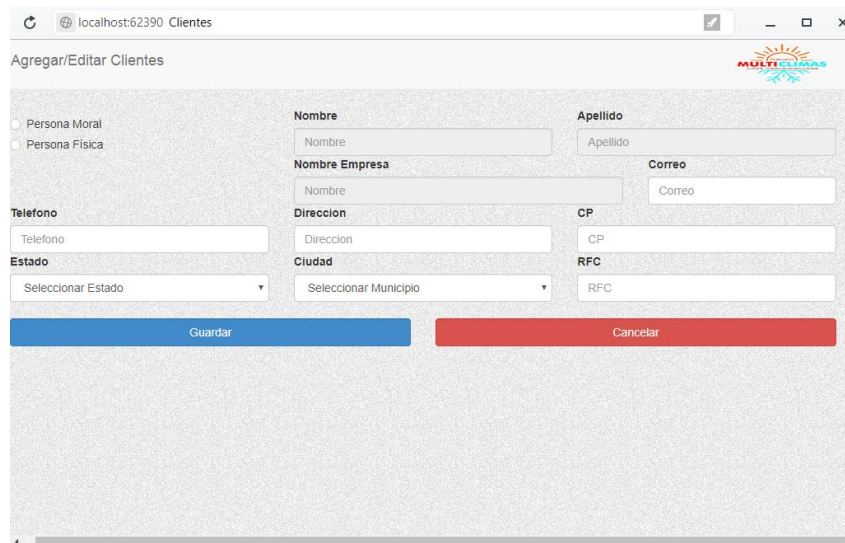 localhost:62390 Clientes
Agregar/Editar Clientes
MULTICLIMAS
Persona Moral
Persona Física
Nombre
Nombre
Apellido
Apellido
Nombre Empresa
Nombre
Correo
Correo
Telefono
Telefono
Direccion
Direccion
CP
CP
Estado
Seleccionar Estado
Ciudad
Seleccionar Municipio
RFC
RFC
Guardar
Cancelar